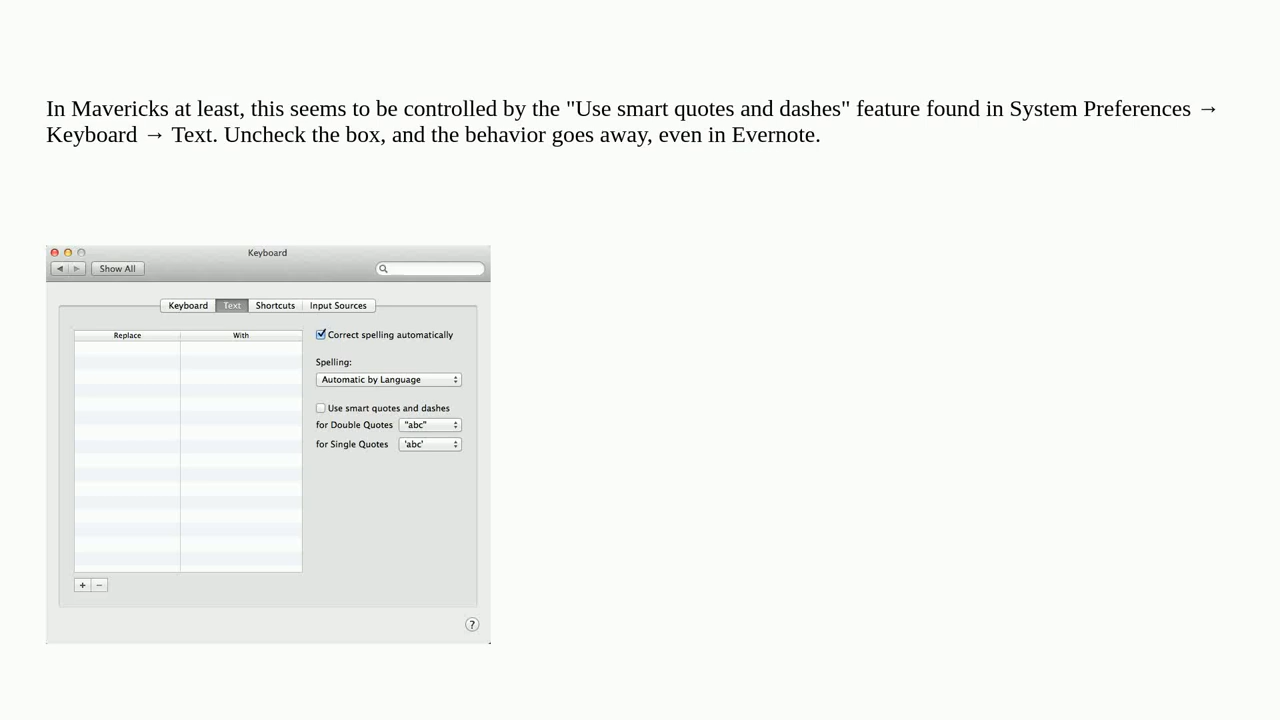 In Mavericks at least, this seems to be controlled by the "Use smart quotes and dashes" feature found in System Preferences →
Keyboard → Text. Uncheck the box, and the behavior goes away, even in Evernote.
Keyboard
Show All
Keyboard Text Shortcuts Input Sources
Replace With
Correct spelling automatically
Spelling:
Automatic by Language
Use smart quotes and dashes
for Double Quotes "abc"
for Single Quotes 'abc'
+ −
?